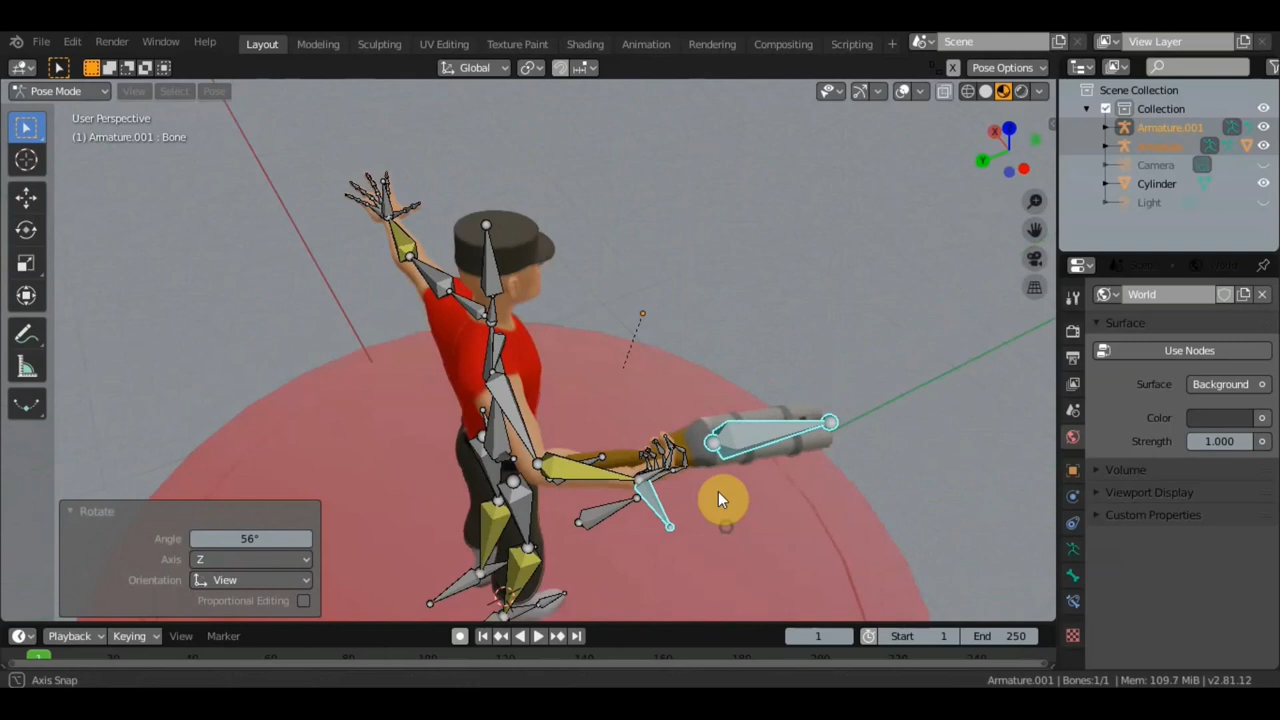 File Edit Render Window Help Layout Modeling Sculpting UV Editing Texture Paint Shading Animation Rendering Compositing Scripting + Scene View Layer
Global X Pose Options
Pose Mode View Select Pose
User Perspective
(1) Armature.001 : Bone
Scene Collection
Collection
Armature.001
Camera
Cylinder
Light
X
Y
Z
World
Surface
Use Nodes
Surface Background
Color
Strength 1.000
Volume
Viewport Display
Custom Properties
Rotate
Angle 56°
Axis Z
Orientation View
Proportional Editing
Playback Keying View Marker 1 Start 1 End 250
1
Axis Snap Armature.001 | Bones:1/1 | Mem: 109.7 MiB | v2.81.12